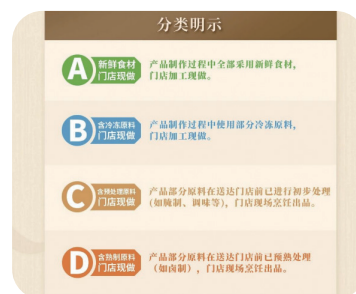 分类明示
A
新鲜食材
门店现做
产品制作过程中全部采用新鲜食材，
门店加工现做。
B
含冷冻原料
门店现做
产品制作过程中使用部分冷冻原料，
门店加工现做。
C
含预处理原料
门店现做
产品部分原料在送达门店前已进行初步处理
(如腌制、调味等)，门店现场烹饪出品。
D
含熟制原料
门店现做
产品部分原料在送达门店前已预熟处理
（如卤制），门店现场烹饪出品。